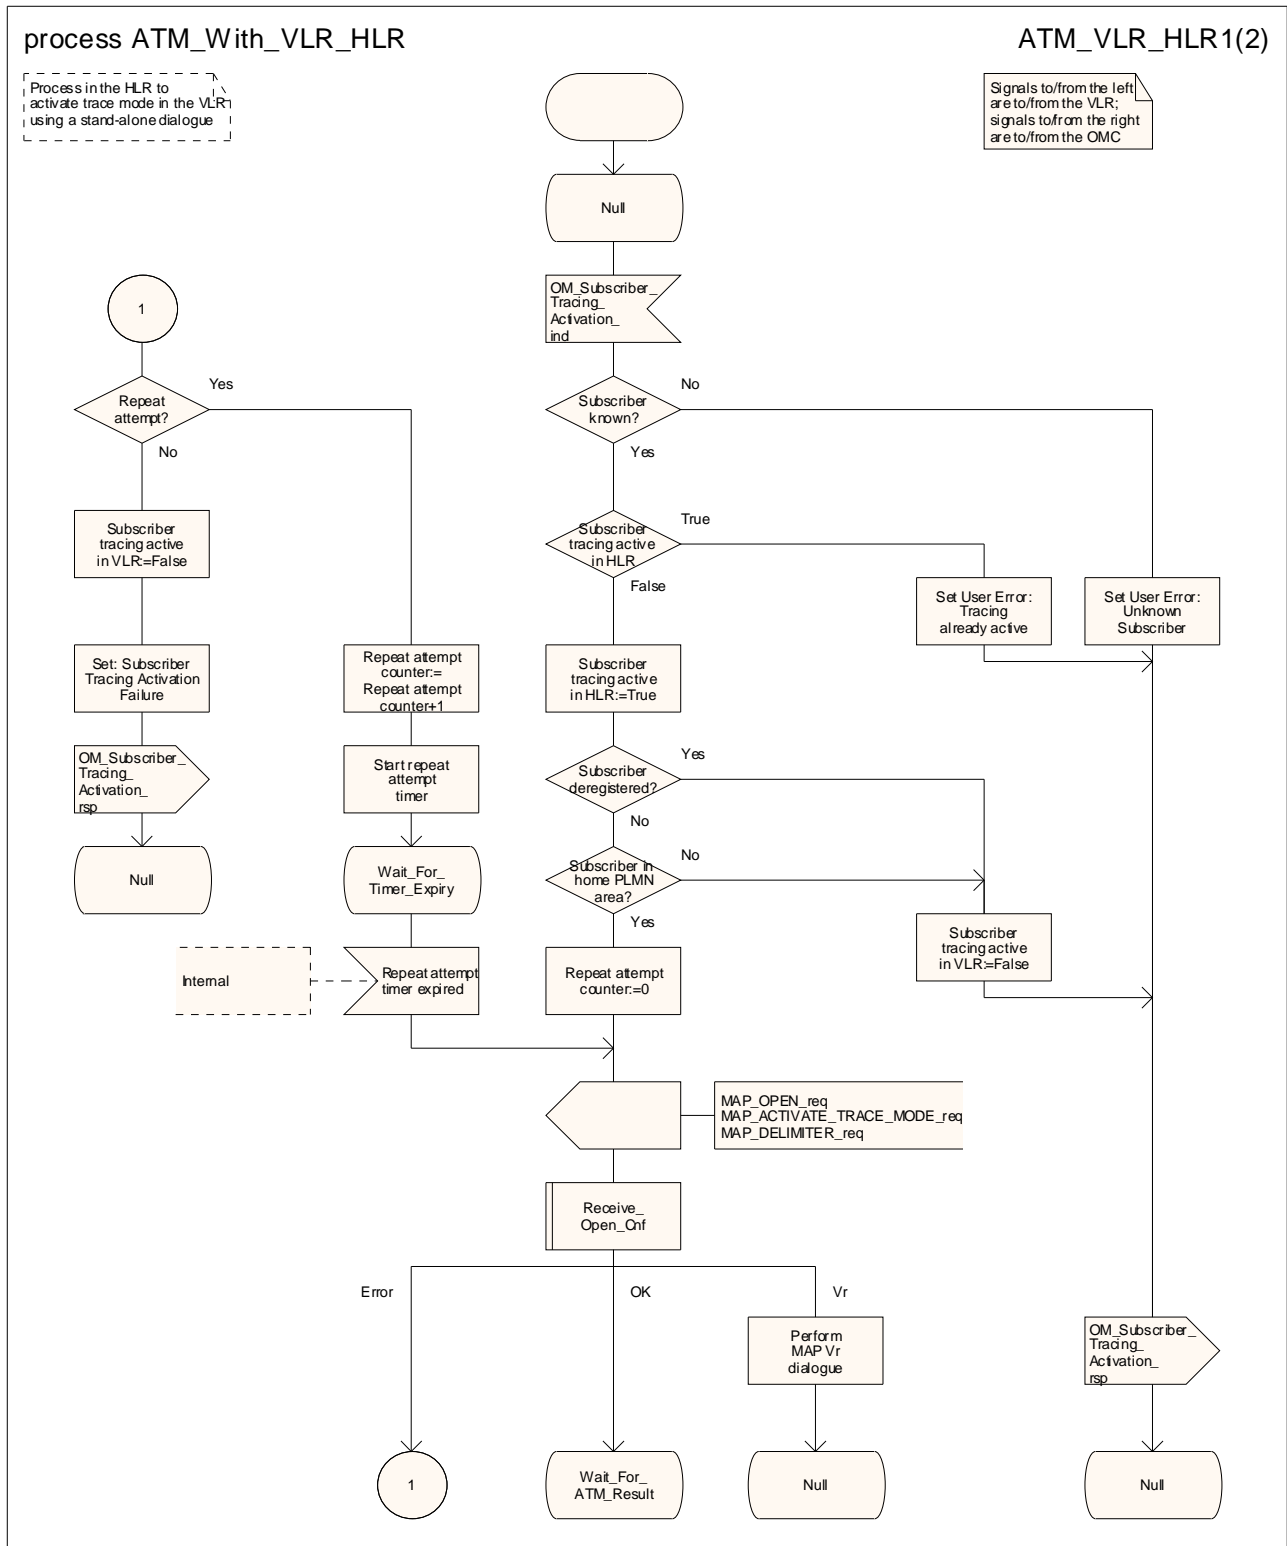 process ATM_With_VLR_HLR
ATM_VLR_HLR1(2)
Process in the HLR to
activate trace mode in the VLR
using a stand-alone dialogue
Signals to/from the left
are to/from the VLR;
signals to/from the right
are to/from the OMC
Null
OM_Subscriber_
Tracing_
Activation_
ind
1
Repeat
attempt?
Yes
No
Subscriber
known?
No
Yes
Subscriber
tracing active
in VLR:=False
Subscriber
tracing active
in HLR
True
False
Set User Error:
Tracing
already active
Set User Error:
Unknown
Subscriber
Set: Subscriber
Tracing Activation
Failure
Repeat attempt
counter:=
Repeat attempt
counter+1
Subscriber
tracing active
in HLR:=True
OM_Subscriber_
Tracing_
Activation_
rsp
Start repeat
attempt
timer
Subscriber
deregistered?
Yes
No
Null
Wait_For_
Timer_Expiry
Subscriber in
home PLMN
area?
No
Yes
Subscriber
tracing active
in VLR:=False
Internal
Repeat attempt
timer expired
Repeat attempt
counter:=0
MAP_OPEN_req
MAP_ACTIVATE_TRACE_MODE_req
MAP_DELIMITER_req
Receive_
Open_Cnf
Error
OK
Vr
Perform
MAP Vr
dialogue
OM_Subscriber_
Tracing_
Activation_
rsp
1
Wait_For_
ATM_Result
Null
Null